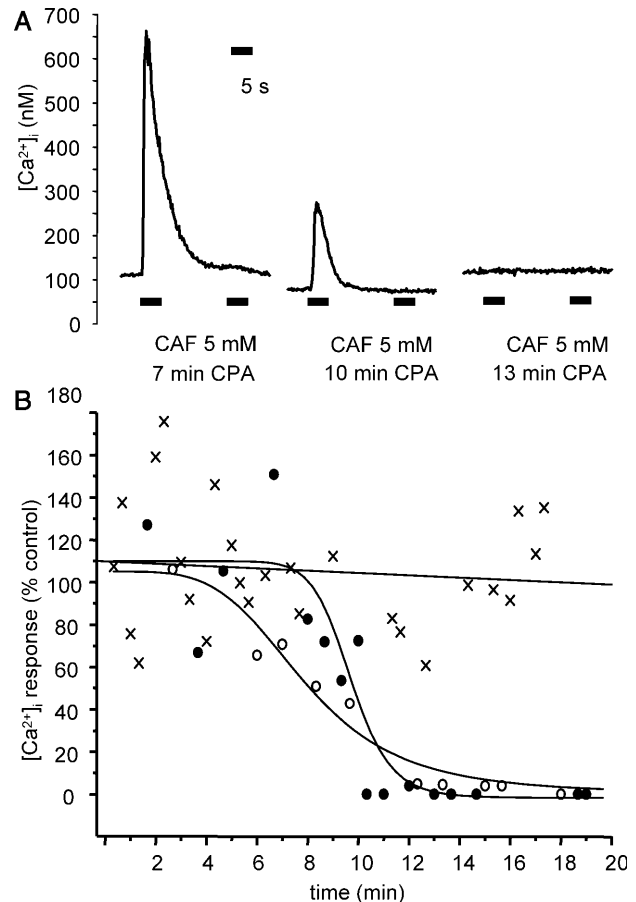 A
700
600
500
400
300
200
100
0
[Ca²⁺]ᵢ (nM)
5 s
CAF 5 mM
7 min CPA
CAF 5 mM
10 min CPA
CAF 5 mM
13 min CPA
B
180
160
140
120
100
80
60
40
20
0
[Ca²⁺]ᵢ response (% control)
2 4 6 8 10 12 14 16 18 20
time (min)